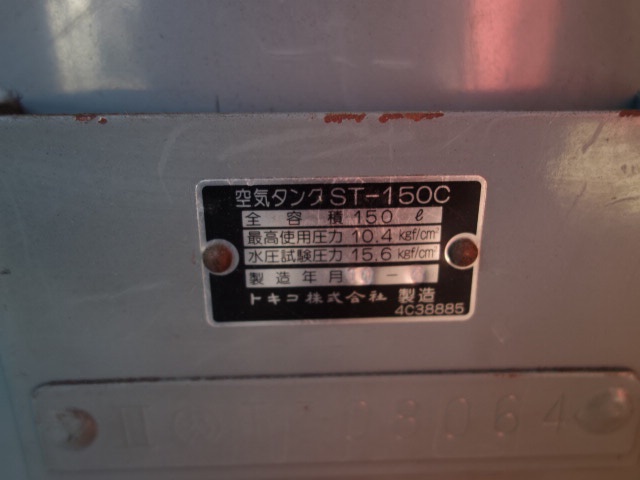 空気タンク ST-150C
全容積 150 ℓ
最高使用圧力 10.4 kgf/cm²
水圧試験圧力 15.6 kgf/cm²
製造年月 -
トキコ株式会社 製造
4C38885
03064